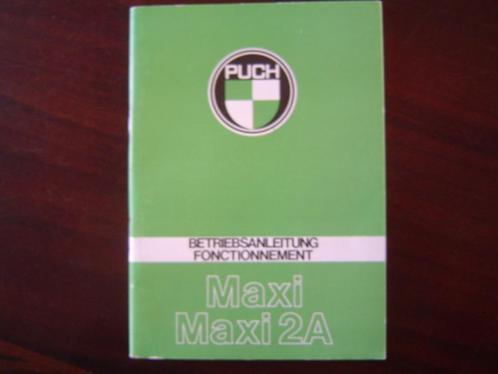 PUCH
BETRIEBSANLEITUNG
FONCTIONNEMENT
Maxi
Maxi 2A